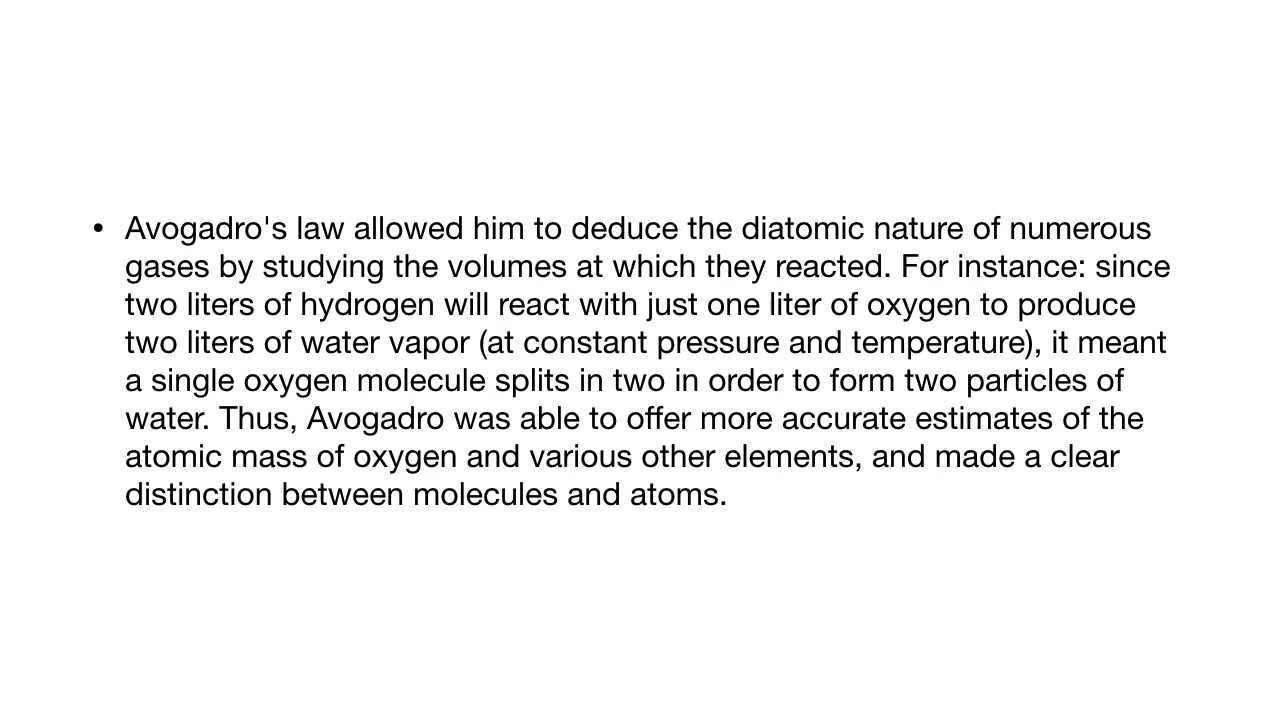 • Avogadro's law allowed him to deduce the diatomic nature of numerous
gases by studying the volumes at which they reacted. For instance: since
two liters of hydrogen will react with just one liter of oxygen to produce
two liters of water vapor (at constant pressure and temperature), it meant
a single oxygen molecule splits in two in order to form two particles of
water. Thus, Avogadro was able to offer more accurate estimates of the
atomic mass of oxygen and various other elements, and made a clear
distinction between molecules and atoms.